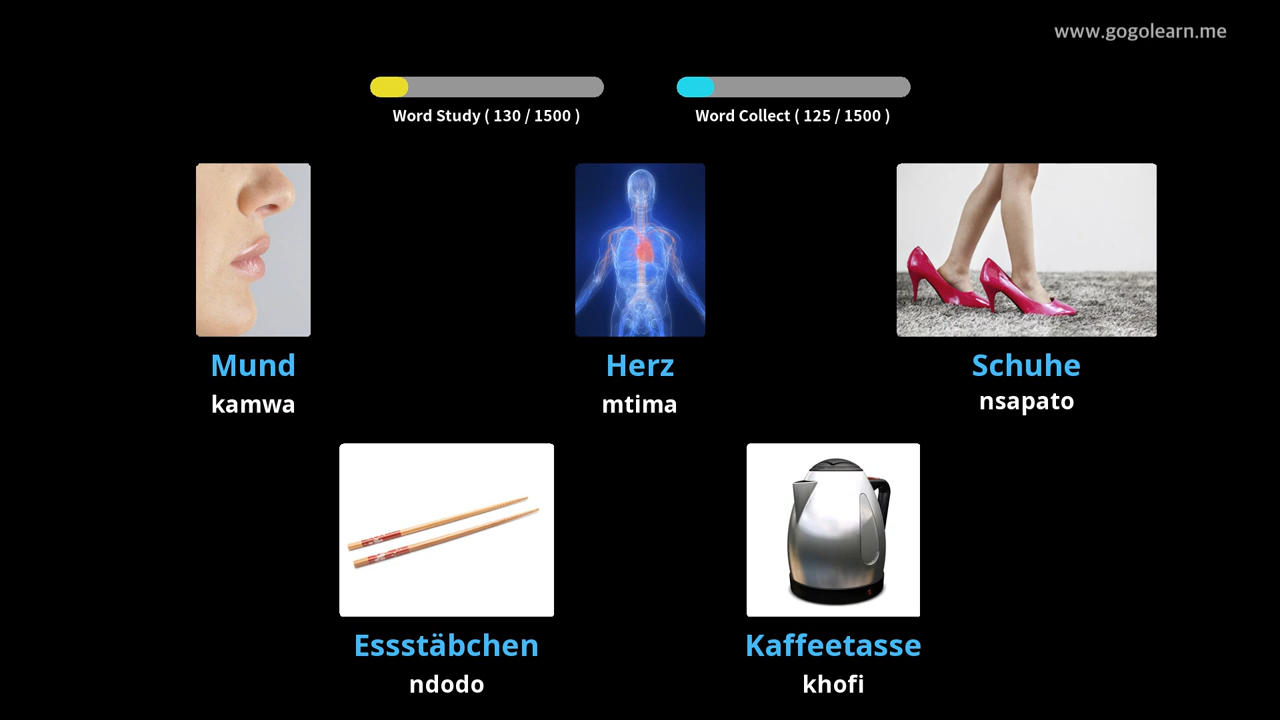 www.gogolearn.me
Word Study ( 130 / 1500 )
Word Collect ( 125 / 1500 )
Mund
kamwa
Herz
mtima
Schuhe
nsapato
Essstäbchen
ndodo
Kaffeetasse
khofi